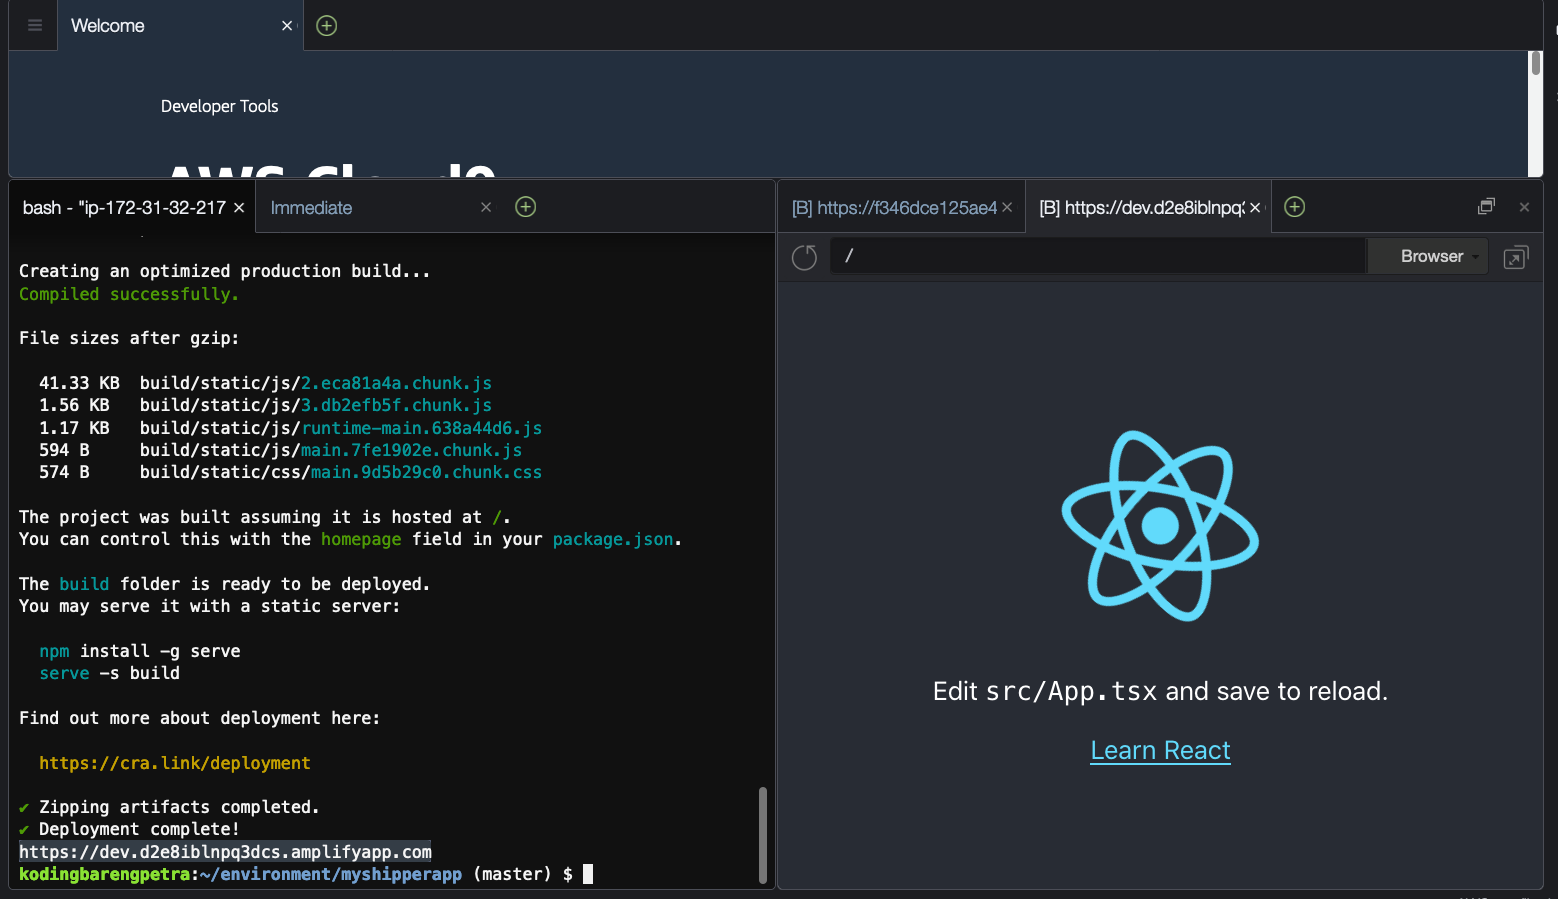 Welcome
Developer Tools
AWS Cloud9
bash - "ip-172-31-32-217
Immediate
[B] https://f346dce125ae4
[B] https://dev.d2e8iblnpq
/
Browser
Creating an optimized production build...
Compiled successfully.
File sizes after gzip:
41.33 KB build/static/js/2.eca81a4a.chunk.js
1.56 KB build/static/js/3.db2efb5f.chunk.js
1.17 KB build/static/js/runtime-main.638a44d6.js
594 B build/static/js/main.7fe1902e.chunk.js
574 B build/static/css/main.9d5b29c0.chunk.css
The project was built assuming it is hosted at /.
You can control this with the homepage field in your package.json.
The build folder is ready to be deployed.
You may serve it with a static server:
npm install -g serve
serve -s build
Find out more about deployment here:
https://cra.link/deployment
✔ Zipping artifacts completed.
✔ Deployment complete!
https://dev.d2e8iblnpq3dcs.amplifyapp.com
kodingbarengpetra:~/environment/myshipperapp (master) $
Edit src/App.tsx and save to reload.
Learn React